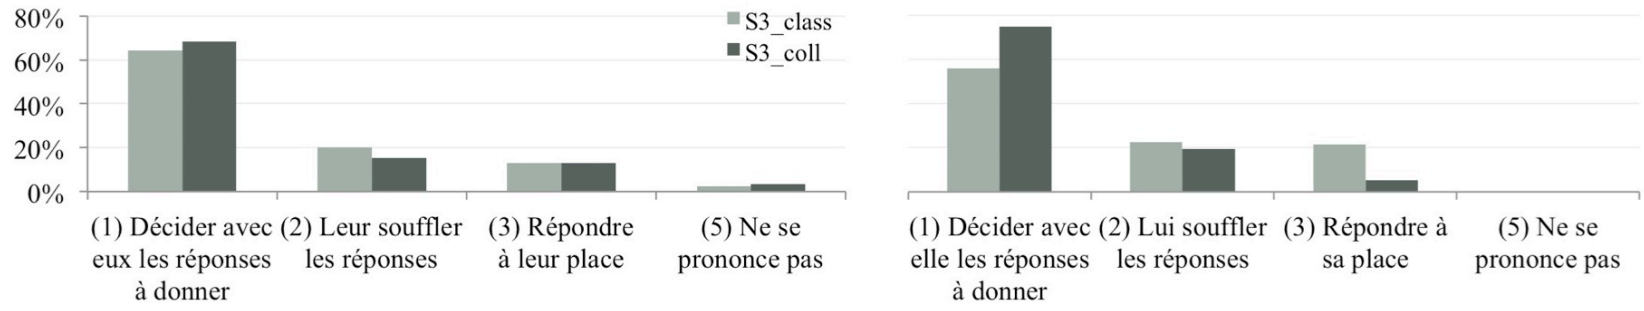 80%
60%
40%
20%
0%
S3_class
S3_coll
(1) Décider avec
eux les réponses
à donner
(2) Leur souffler
les réponses
(3) Répondre
à leur place
(5) Ne se
prononce pas
(1) Décider avec
elle les réponses
à donner
(2) Lui souffler
les réponses
(3) Répondre à
sa place
(5) Ne se
prononce pas